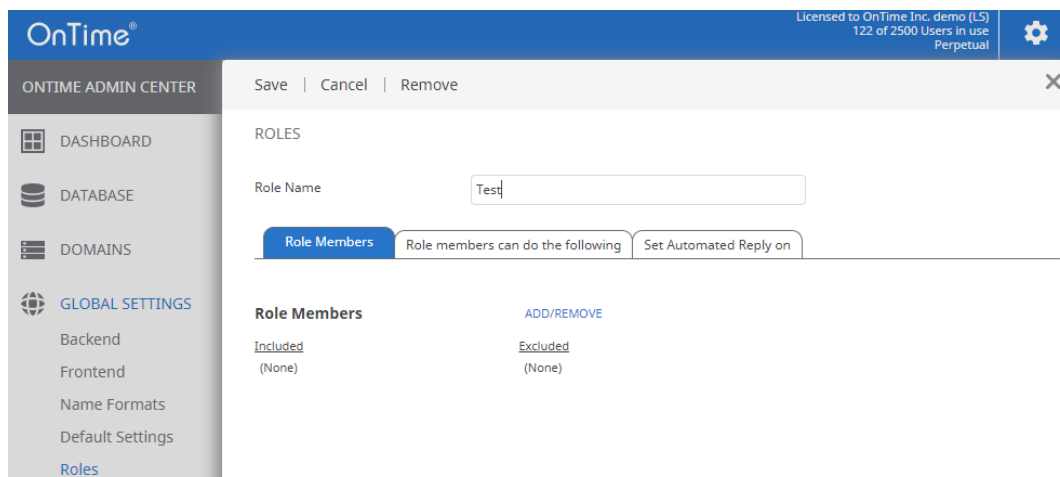 OnTime®
Licensed to OnTime Inc. demo (LS)
122 of 2500 Users in use
Perpetual
ONTIME ADMIN CENTER
Save | Cancel | Remove
DASHBOARD
DATABASE
DOMAINS
GLOBAL SETTINGS
Backend
Frontend
Name Formats
Default Settings
Roles
ROLES
Role Name
Test
Role Members
Role members can do the following
Set Automated Reply on
Role Members
ADD/REMOVE
Included
Excluded
(None)
(None)